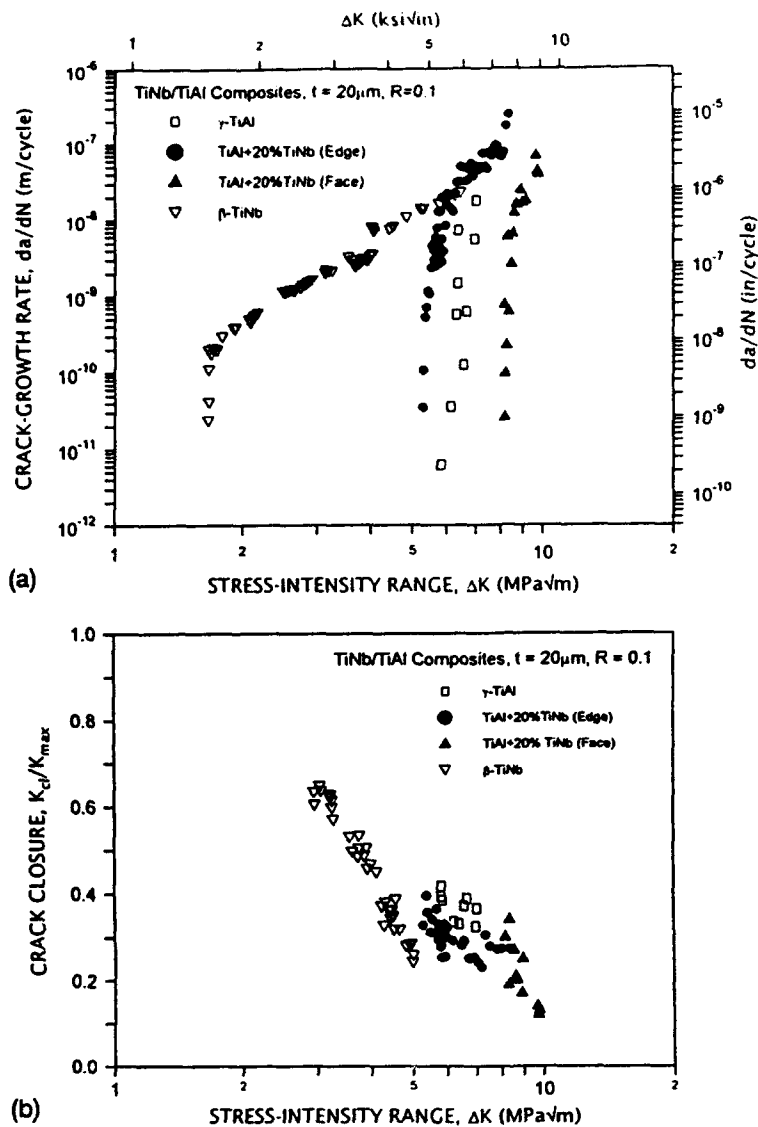 ΔK (ksi√in)
1 2 5 10
TiNb/TiAl Composites, t = 20μm, R=0.1
γ-TiAl
TiAl+20%TiNb (Edge)
TiAl+20%TiNb (Face)
β-TiNb
CRACK-GROWTH RATE, da/dN (m/cycle)
10⁻⁶
10⁻⁷
10⁻⁸
10⁻⁹
10⁻¹⁰
10⁻¹¹
10⁻¹²
da/dN (in/cycle)
10⁻⁵
10⁻⁶
10⁻⁷
10⁻⁸
10⁻⁹
10⁻¹⁰
1 2 5 10 2
(a)
STRESS-INTENSITY RANGE, ΔK (MPa√m)
TiNb/TiAl Composites, t = 20μm, R = 0.1
γ-TiAl
TiAl+20%TiNb (Edge)
TiAl+20% TiNb (Face)
β-TiNb
CRACK CLOSURE, Kcl/Kmax
1.0
0.8
0.6
0.4
0.2
0.0
1 2 5 10 2
(b)
STRESS-INTENSITY RANGE, ΔK (MPa√m)